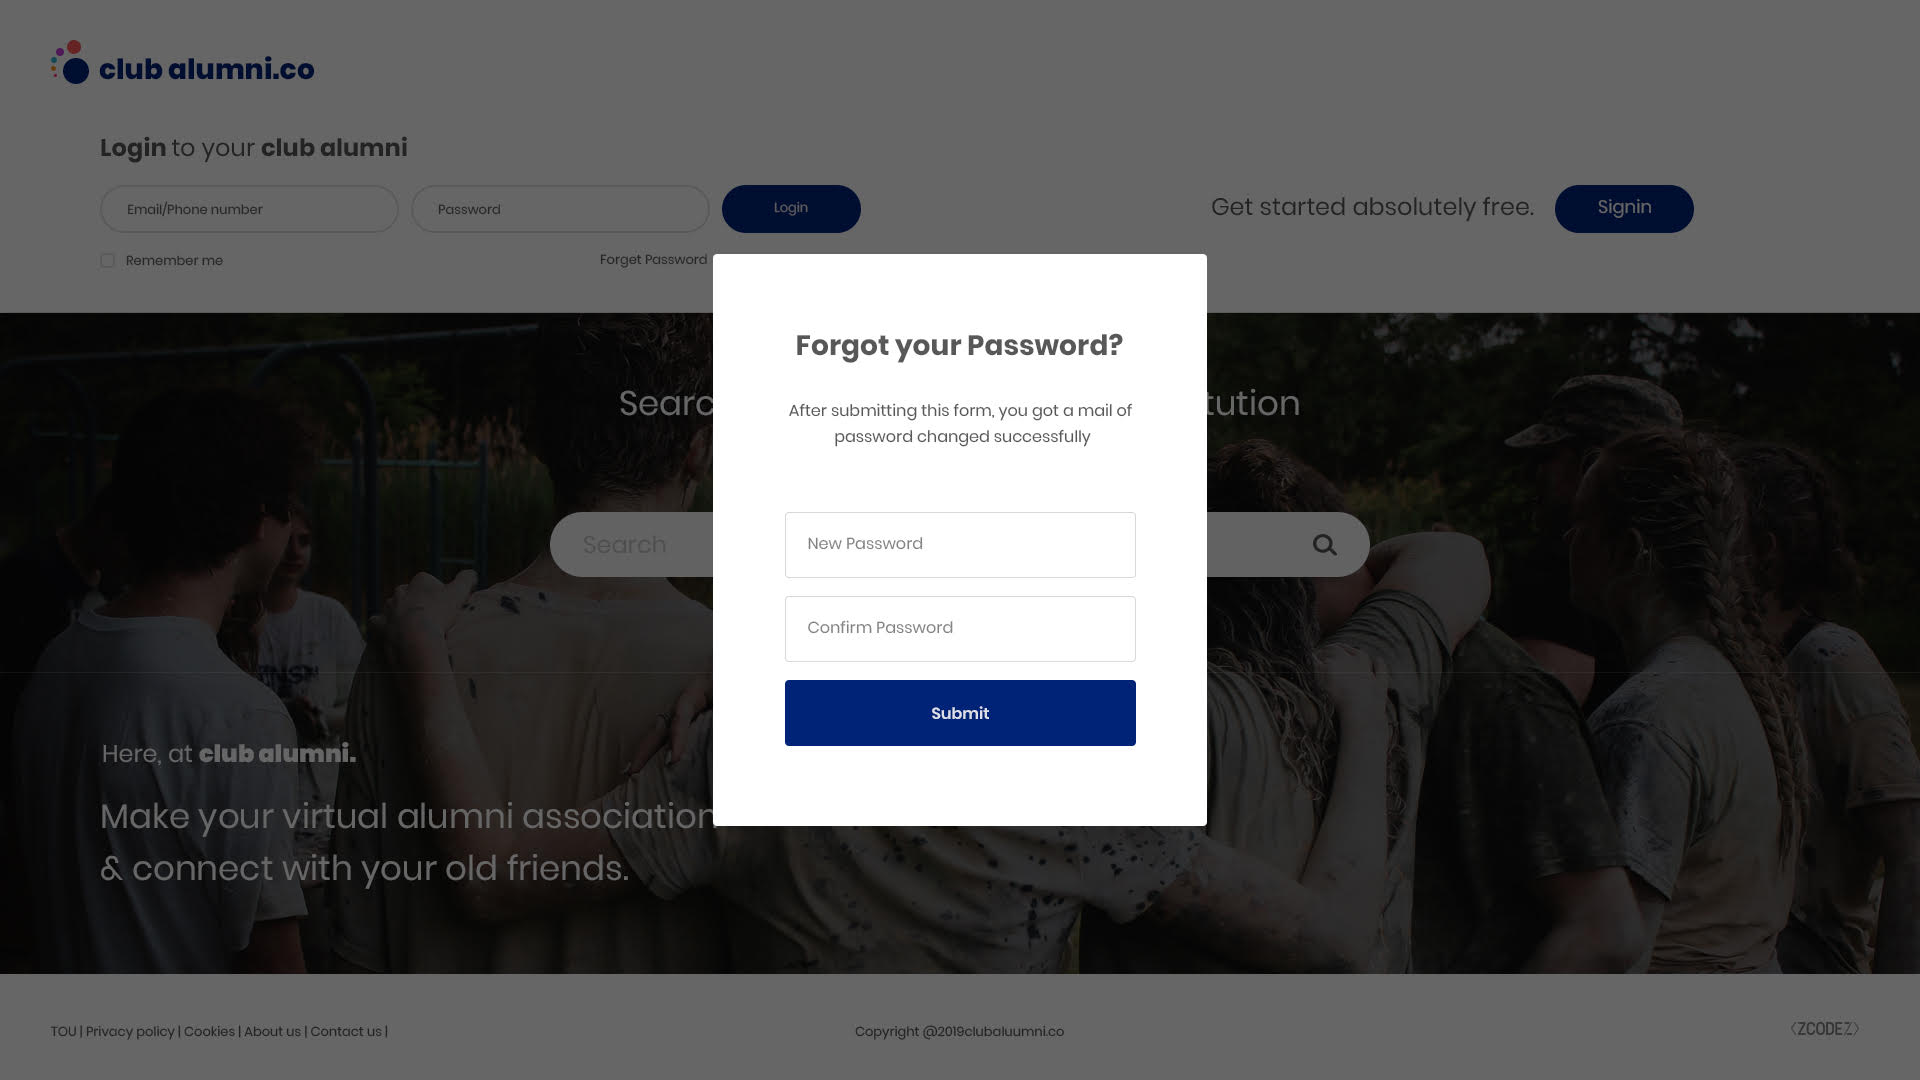 club alumni.co
Login to your club alumni
Email/Phone number
Password
Login
Get started absolutely free.
Signin
Remember me
Forget Password
Forgot your Password?
After submitting this form, you got a mail of
password changed successfully
Search
New Password
Confirm Password
Submit
Here, at club alumni.
Make your virtual alumni association
& connect with your old friends.
TOU | Privacy policy | Cookies | About us | Contact us |
Copyright @2019clubaluumni.co
<ZCODEZ>